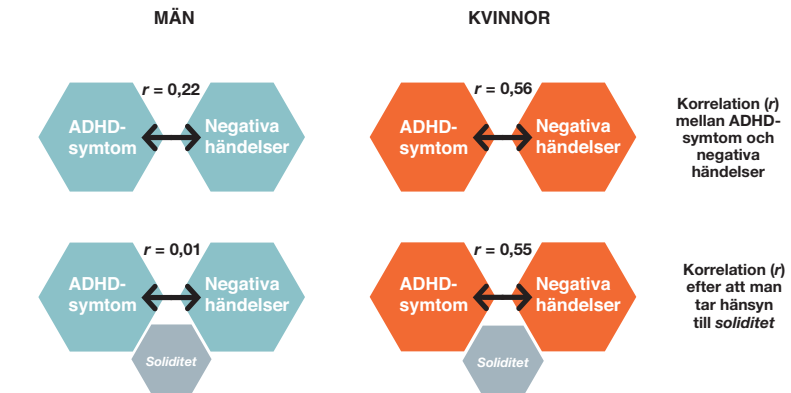 MÄN
KVINNOR
r = 0,22
ADHD-
symtom
Negativa
händelser
r = 0,56
ADHD-
symtom
Negativa
händelser
Korrelation (r)
mellan ADHD-
symtom och
negativa
händelser
r = 0,01
ADHD-
symtom
Negativa
händelser
Soliditet
r = 0,55
ADHD-
symtom
Negativa
händelser
Soliditet
Korrelation (r)
efter att man
tar hänsyn
till soliditet